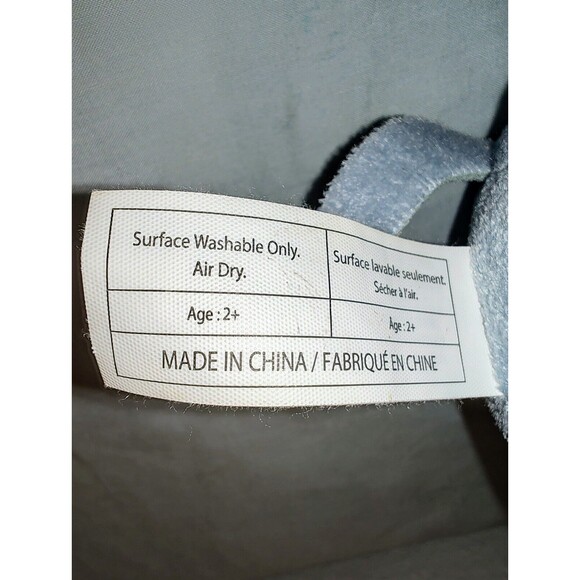 Surface Washable Only.
Air Dry.
Surface lavable seulement.
Sécher à l'air.
Age : 2+
Âge : 2+
MADE IN CHINA / FABRIQUÉ EN CHINE